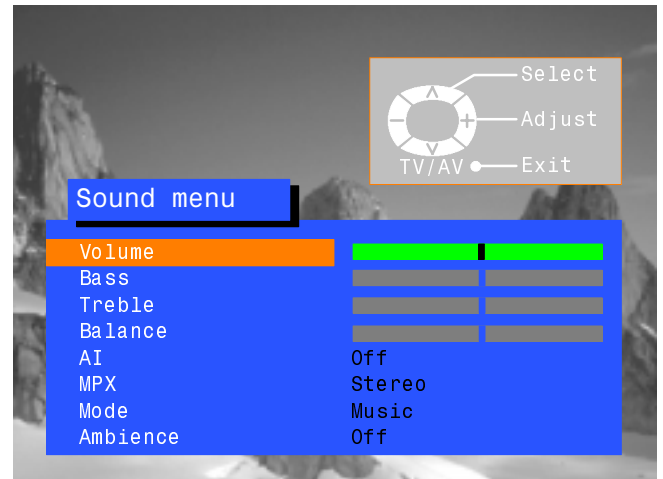 Select
Adjust
TV/AV Exit
Sound menu
Volume
Bass
Treble
Balance
AI Off
MPX Stereo
Mode Music
Ambience Off